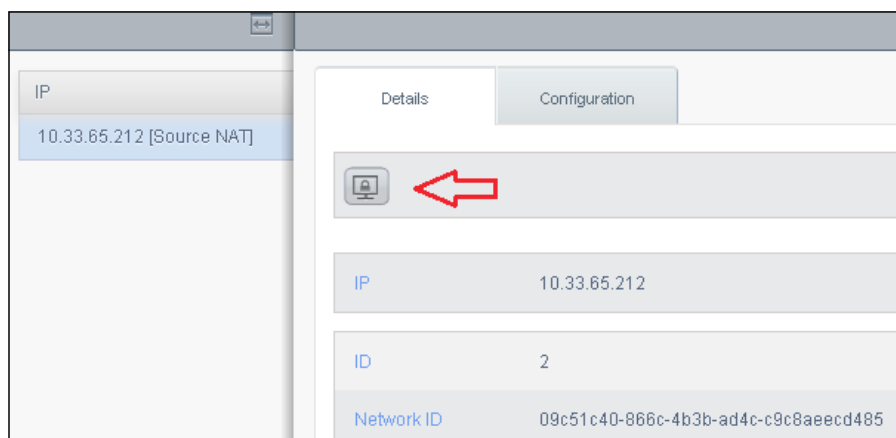 IP
10.33.65.212 [Source NAT]
Details
Configuration
IP 10.33.65.212
ID 2
Network ID 09c51c40-866c-4b3b-ad4c-c9c8aeecd485